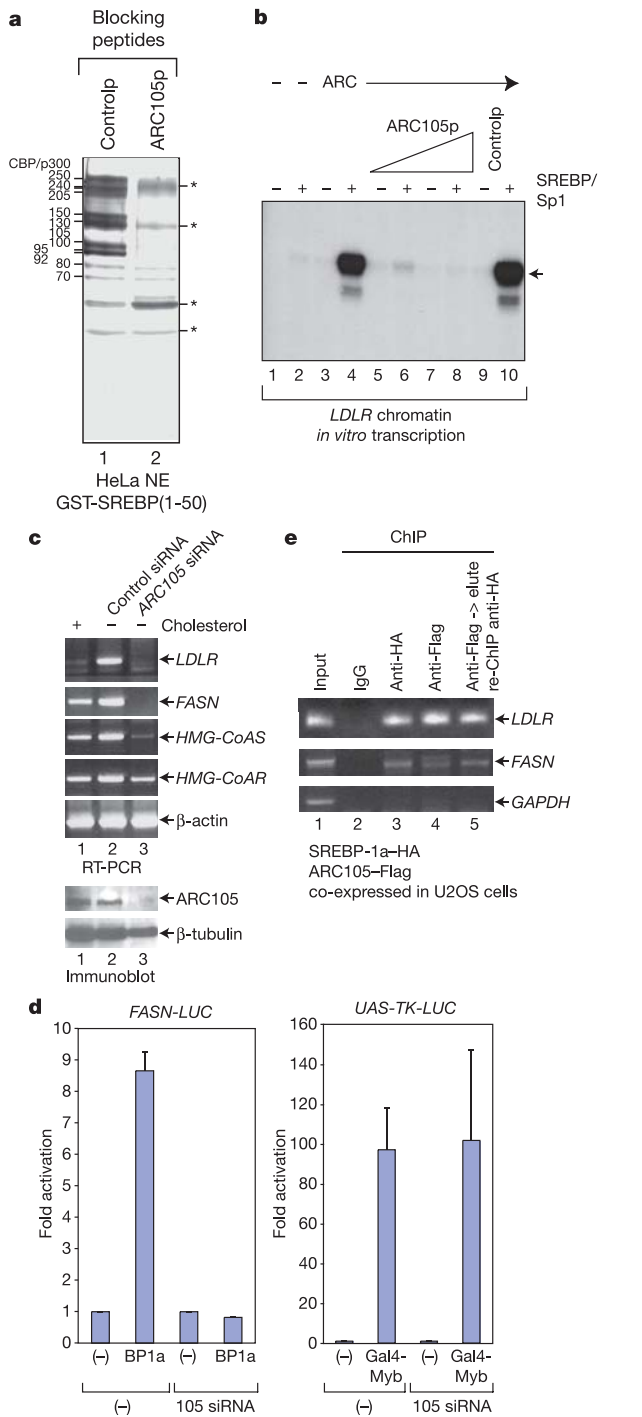 a
Blocking
peptides
Controlp
ARC105p
CBP/p300
250
240
205
150
130
105
100
95
92
80
70
*
*
*
*
1 2
HeLa NE
GST-SREBP(1-50)
b
– – ARC
ARC105p
Controlp
– + – + – + – + – +
SREBP/
Sp1
1 2 3 4 5 6 7 8 9 10
LDLR chromatin
in vitro transcription
c
Control siRNA
ARC105 siRNA
+ – – Cholesterol
LDLR
FASN
HMG-CoAS
HMG-CoAR
β-actin
1 2 3
RT-PCR
ARC105
β-tubulin
1 2 3
Immunoblot
e
ChIP
Input
IgG
Anti-HA
Anti-Flag
Anti-Flag -> elute
re-ChIP anti-HA
LDLR
FASN
GAPDH
1 2 3 4 5
SREBP-1a–HA
ARC105–Flag
co-expressed in U2OS cells
d
FASN-LUC
Fold activation
10
9
8
7
6
5
4
3
2
1
0
(–) BP1a (–) BP1a
(–) 105 siRNA
UAS-TK-LUC
Fold activation
160
140
120
100
80
60
40
20
0
(–) Gal4- (–) Gal4-
Myb Myb
(–) 105 siRNA